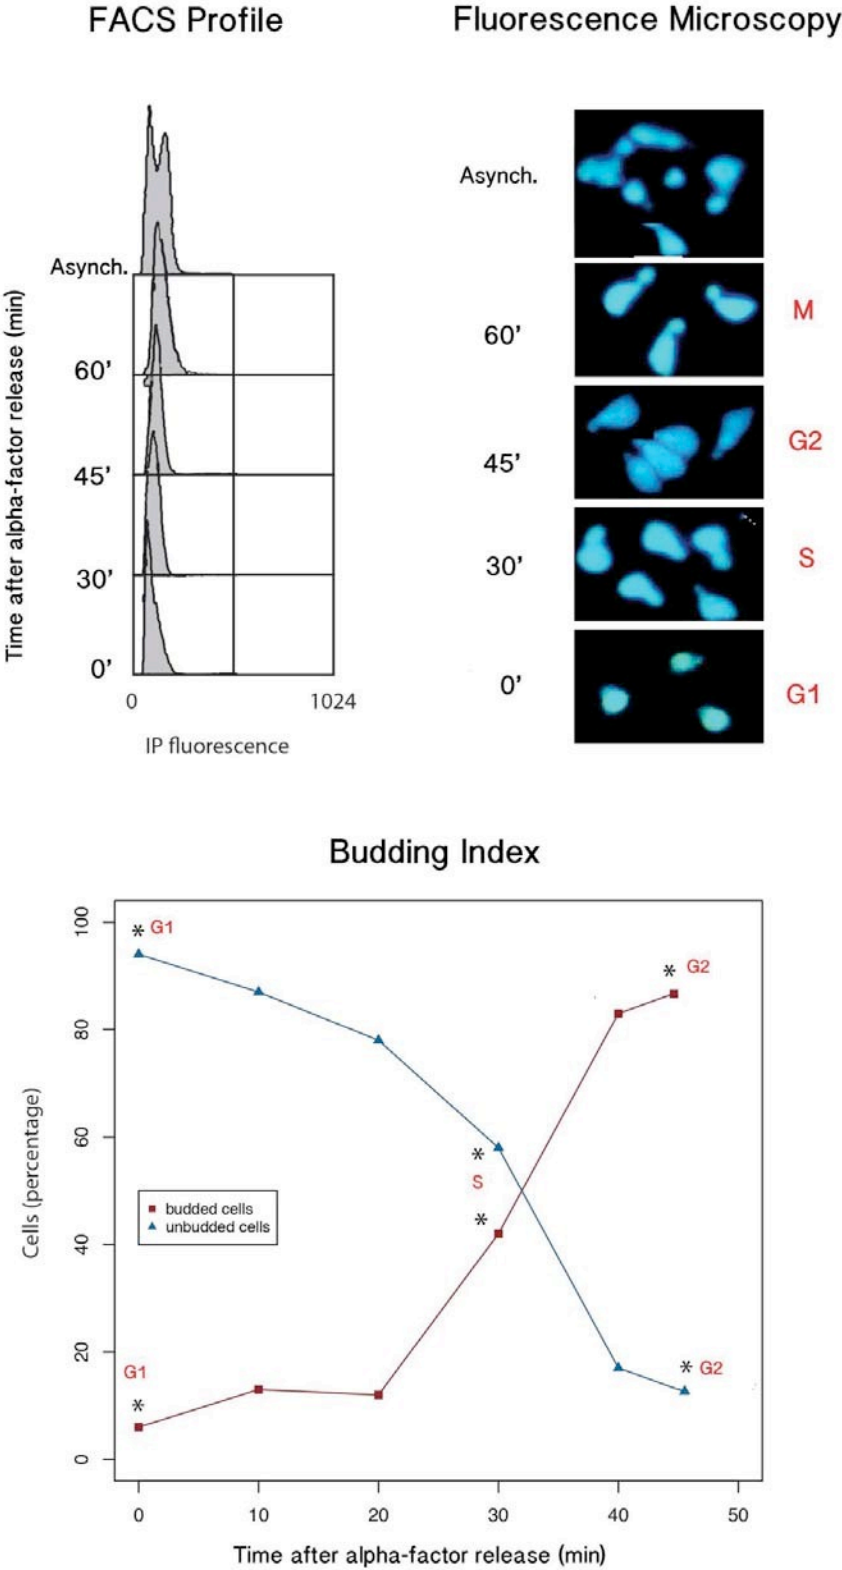 FACS Profile
Fluorescence Microscopy
Time after alpha-factor release (min)
Asynch.
60’
45’
30’
0’
0
1024
IP fluorescence
Asynch.
60’
M
45’
G2
30’
S
0’
G1
Budding Index
Cells (percentage)
100
80
60
40
20
0
* G1
* G2
*
S
*
budded cells
unbudded cells
G1
*
* G2
0 10 20 30 40 50
Time after alpha-factor release (min)